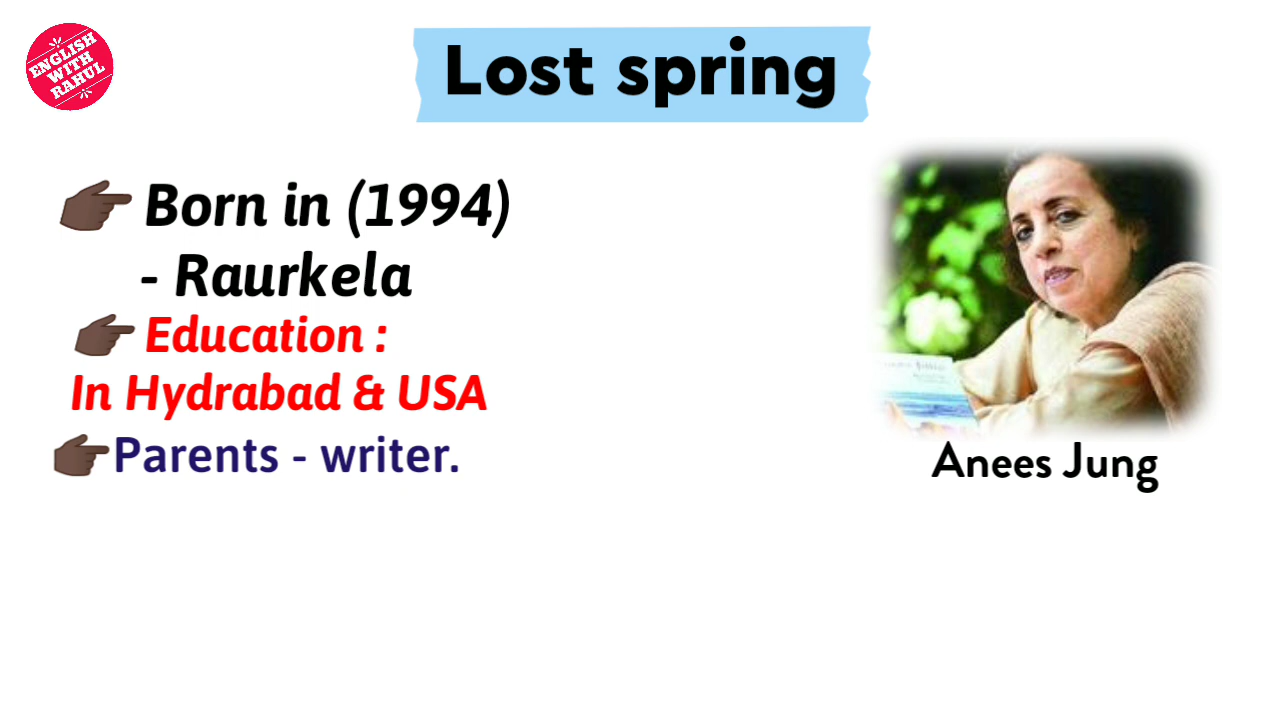 ENGLISH
WITH
RAHUL
Lost spring
Born in (1994)
- Raurkela
Education :
In Hydrabad & USA
Parents - writer.
Anees Jung